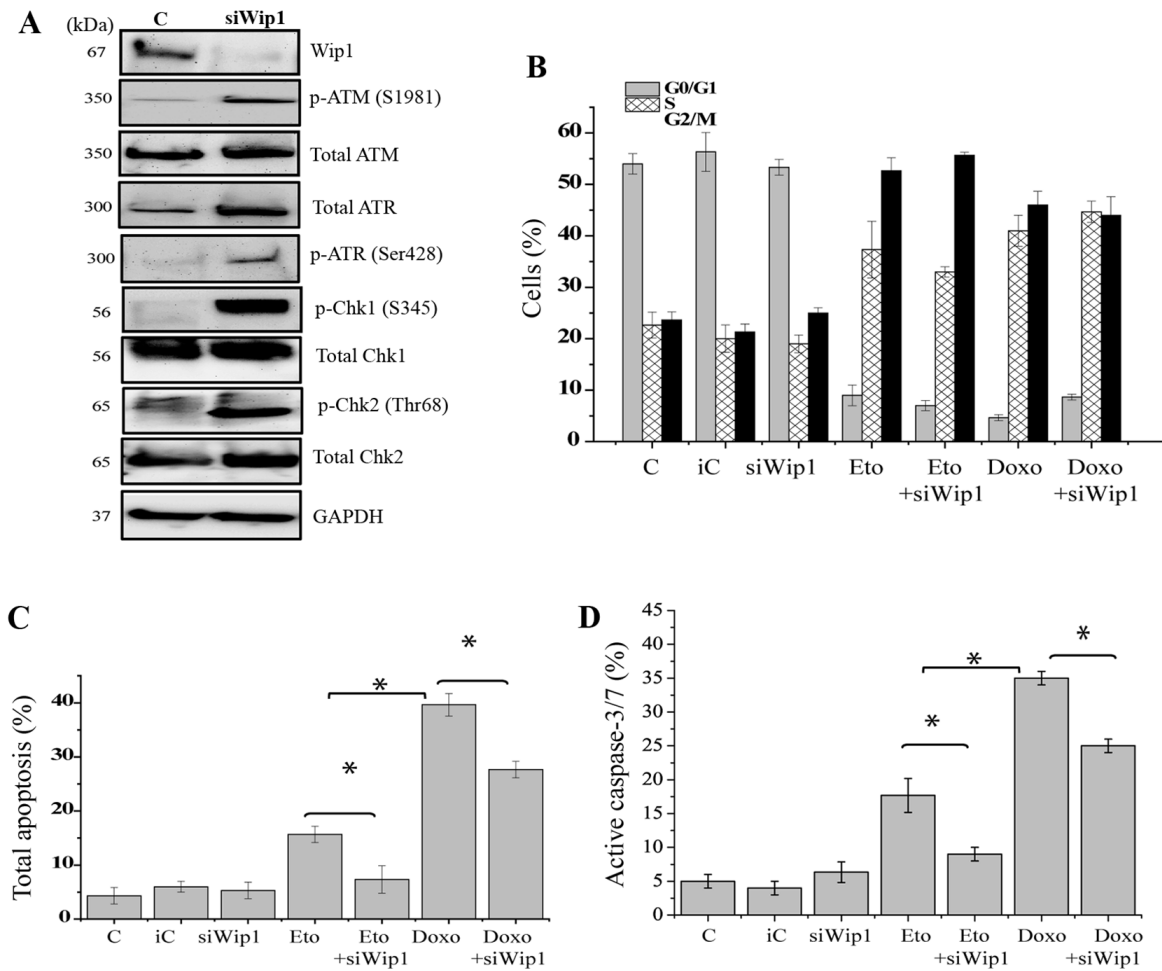 A
(kDa)
C
siWip1
67
Wip1
350
p-ATM (S1981)
350
Total ATM
300
Total ATR
300
p-ATR (Ser428)
56
p-Chk1 (S345)
56
Total Chk1
65
p-Chk2 (Thr68)
65
Total Chk2
37
GAPDH
B
G0/G1
S
G2/M
Cells (%)
60
50
40
30
20
10
0
C
iC
siWip1
Eto
Eto
+siWip1
Doxo
Doxo
+siWip1
C
Total apoptosis (%)
40
30
20
10
0
*
*
*
C
iC
siWip1
Eto
Eto
+siWip1
Doxo
Doxo
+siWip1
D
Active caspase-3/7 (%)
45
40
35
30
25
20
15
10
5
0
*
*
*
C
iC
siWip1
Eto
Eto
+siWip1
Doxo
Doxo
+siWip1